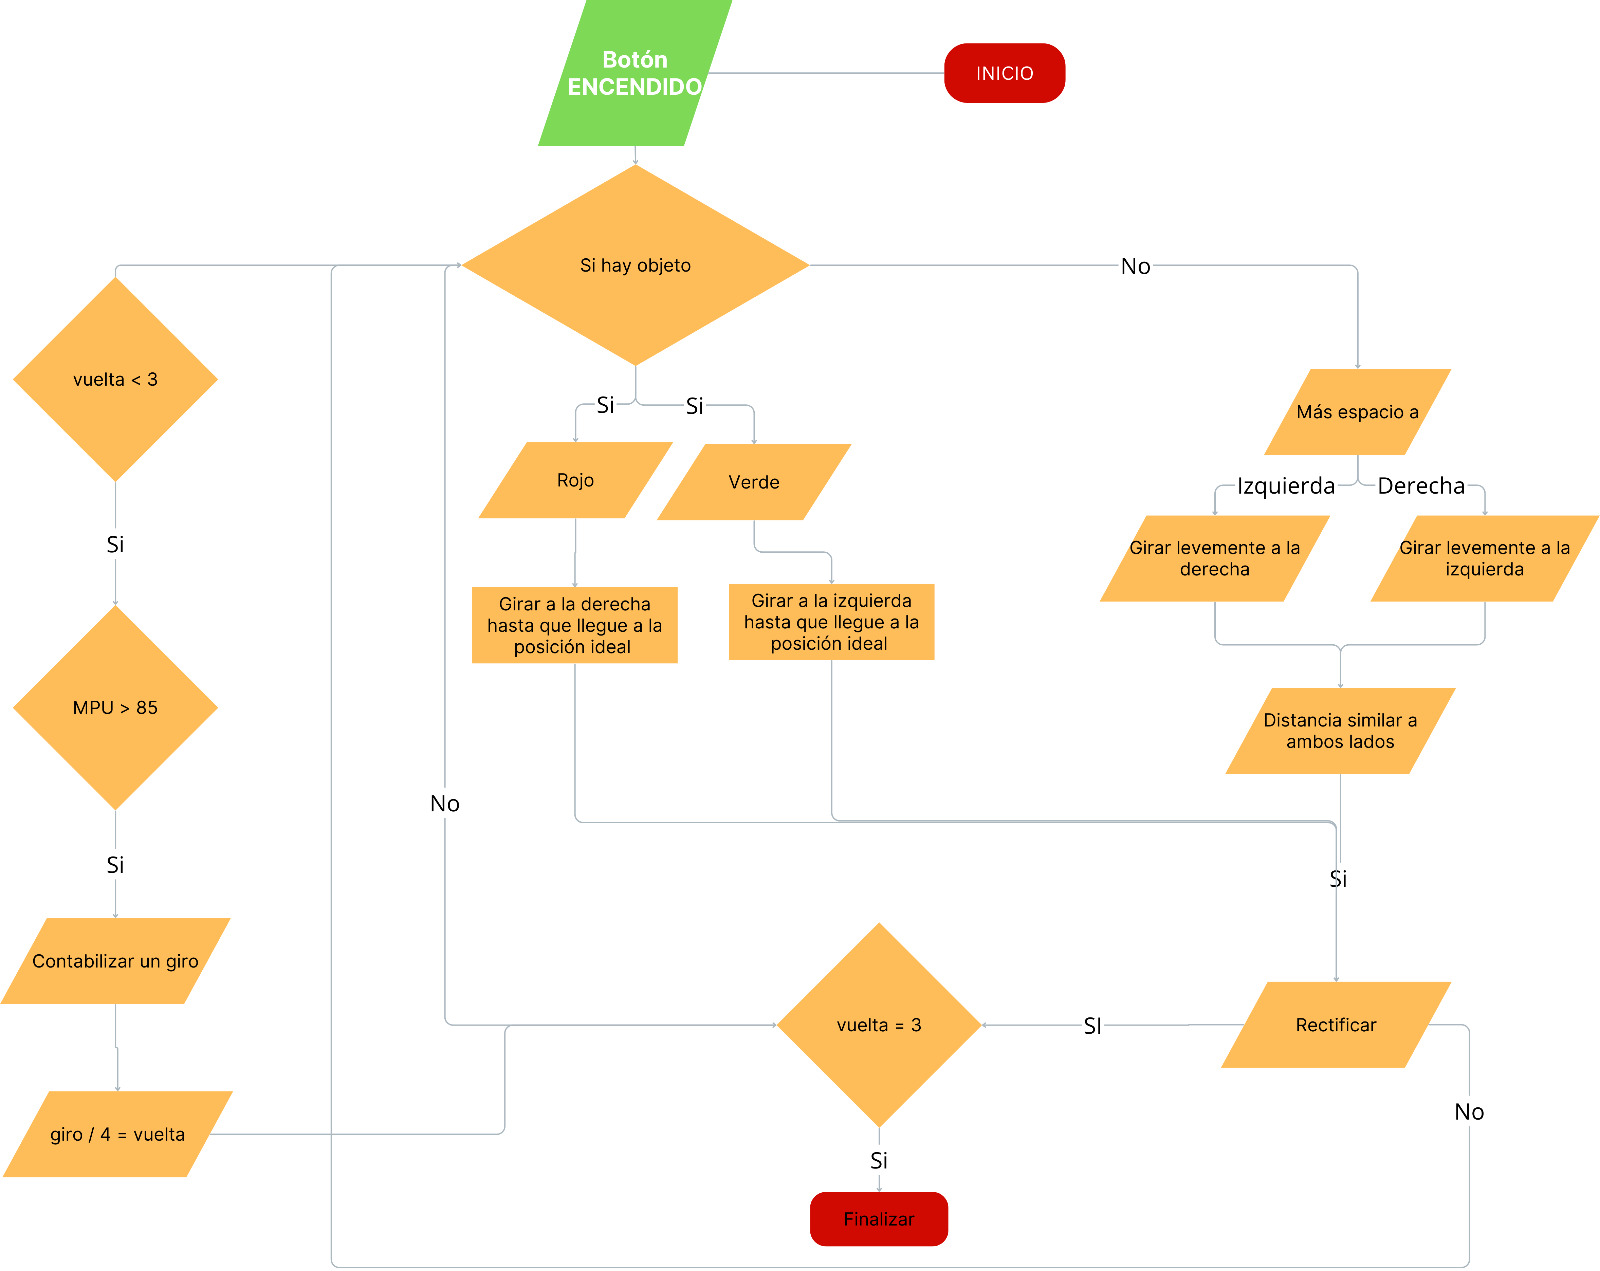 Botón
ENCENDIDO
INICIO
Si hay objeto
No
vuelta < 3
Más espacio a
Si
Si
Rojo
Verde
Izquierda
Derecha
Si
Girar levemente a la
derecha
Girar levemente a la
izquierda
Girar a la derecha
hasta que llegue a la
posición ideal
Girar a la izquierda
hasta que llegue a la
posición ideal
MPU > 85
Distancia similar a
ambos lados
No
Si
Si
Contabilizar un giro
vuelta = 3
SI
Rectificar
No
giro / 4 = vuelta
Si
Finalizar